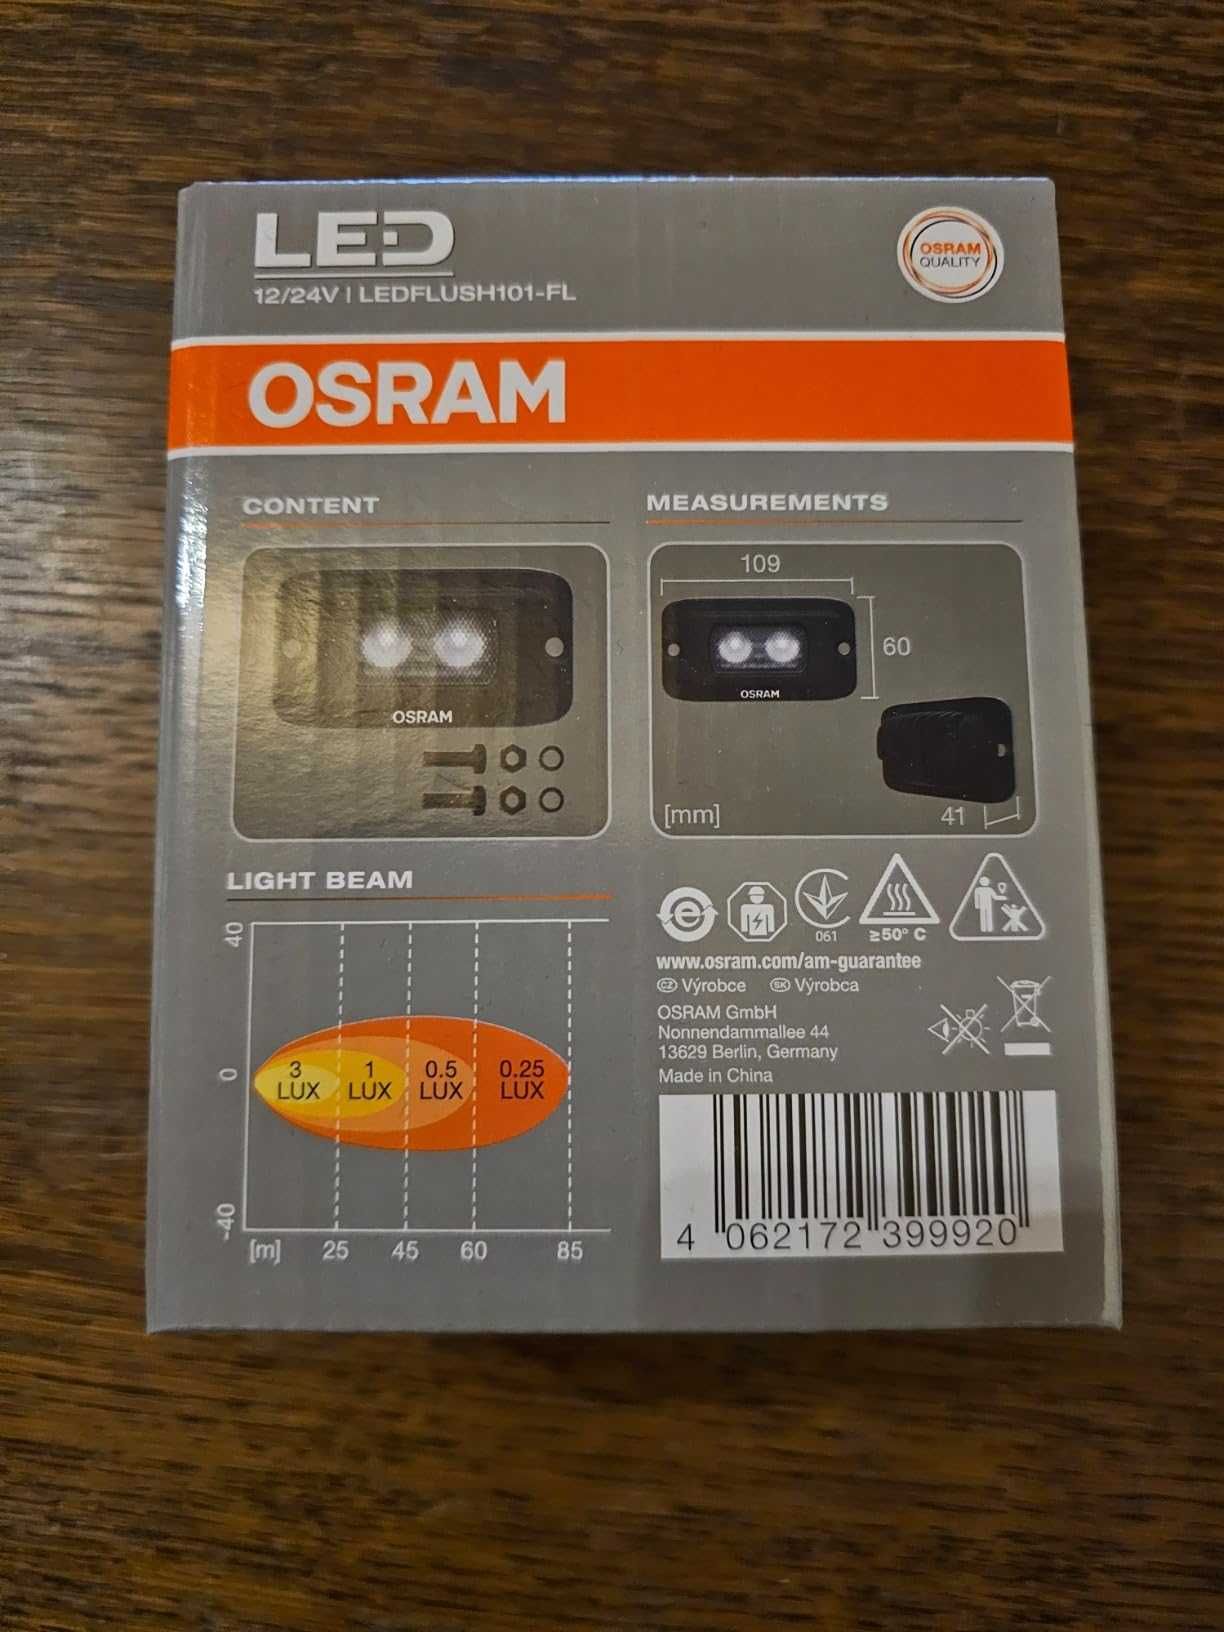 LED
12/24V | LEDFLUSH101-FL
OSRAM
QUALITY
OSRAM
CONTENT
OSRAM
MEASUREMENTS
109
60
OSRAM
[mm]
41
LIGHT BEAM
40
0
-40
3 LUX
1 LUX
0.5 LUX
0.25 LUX
[m] 25 45 60 85
e
061
≥50° C
www.osram.com/am-guarantee
CZ Výrobce SK Výrobca
OSRAM GmbH
Nonnendammallee 44
13629 Berlin, Germany
Made in China
4 062172 399920